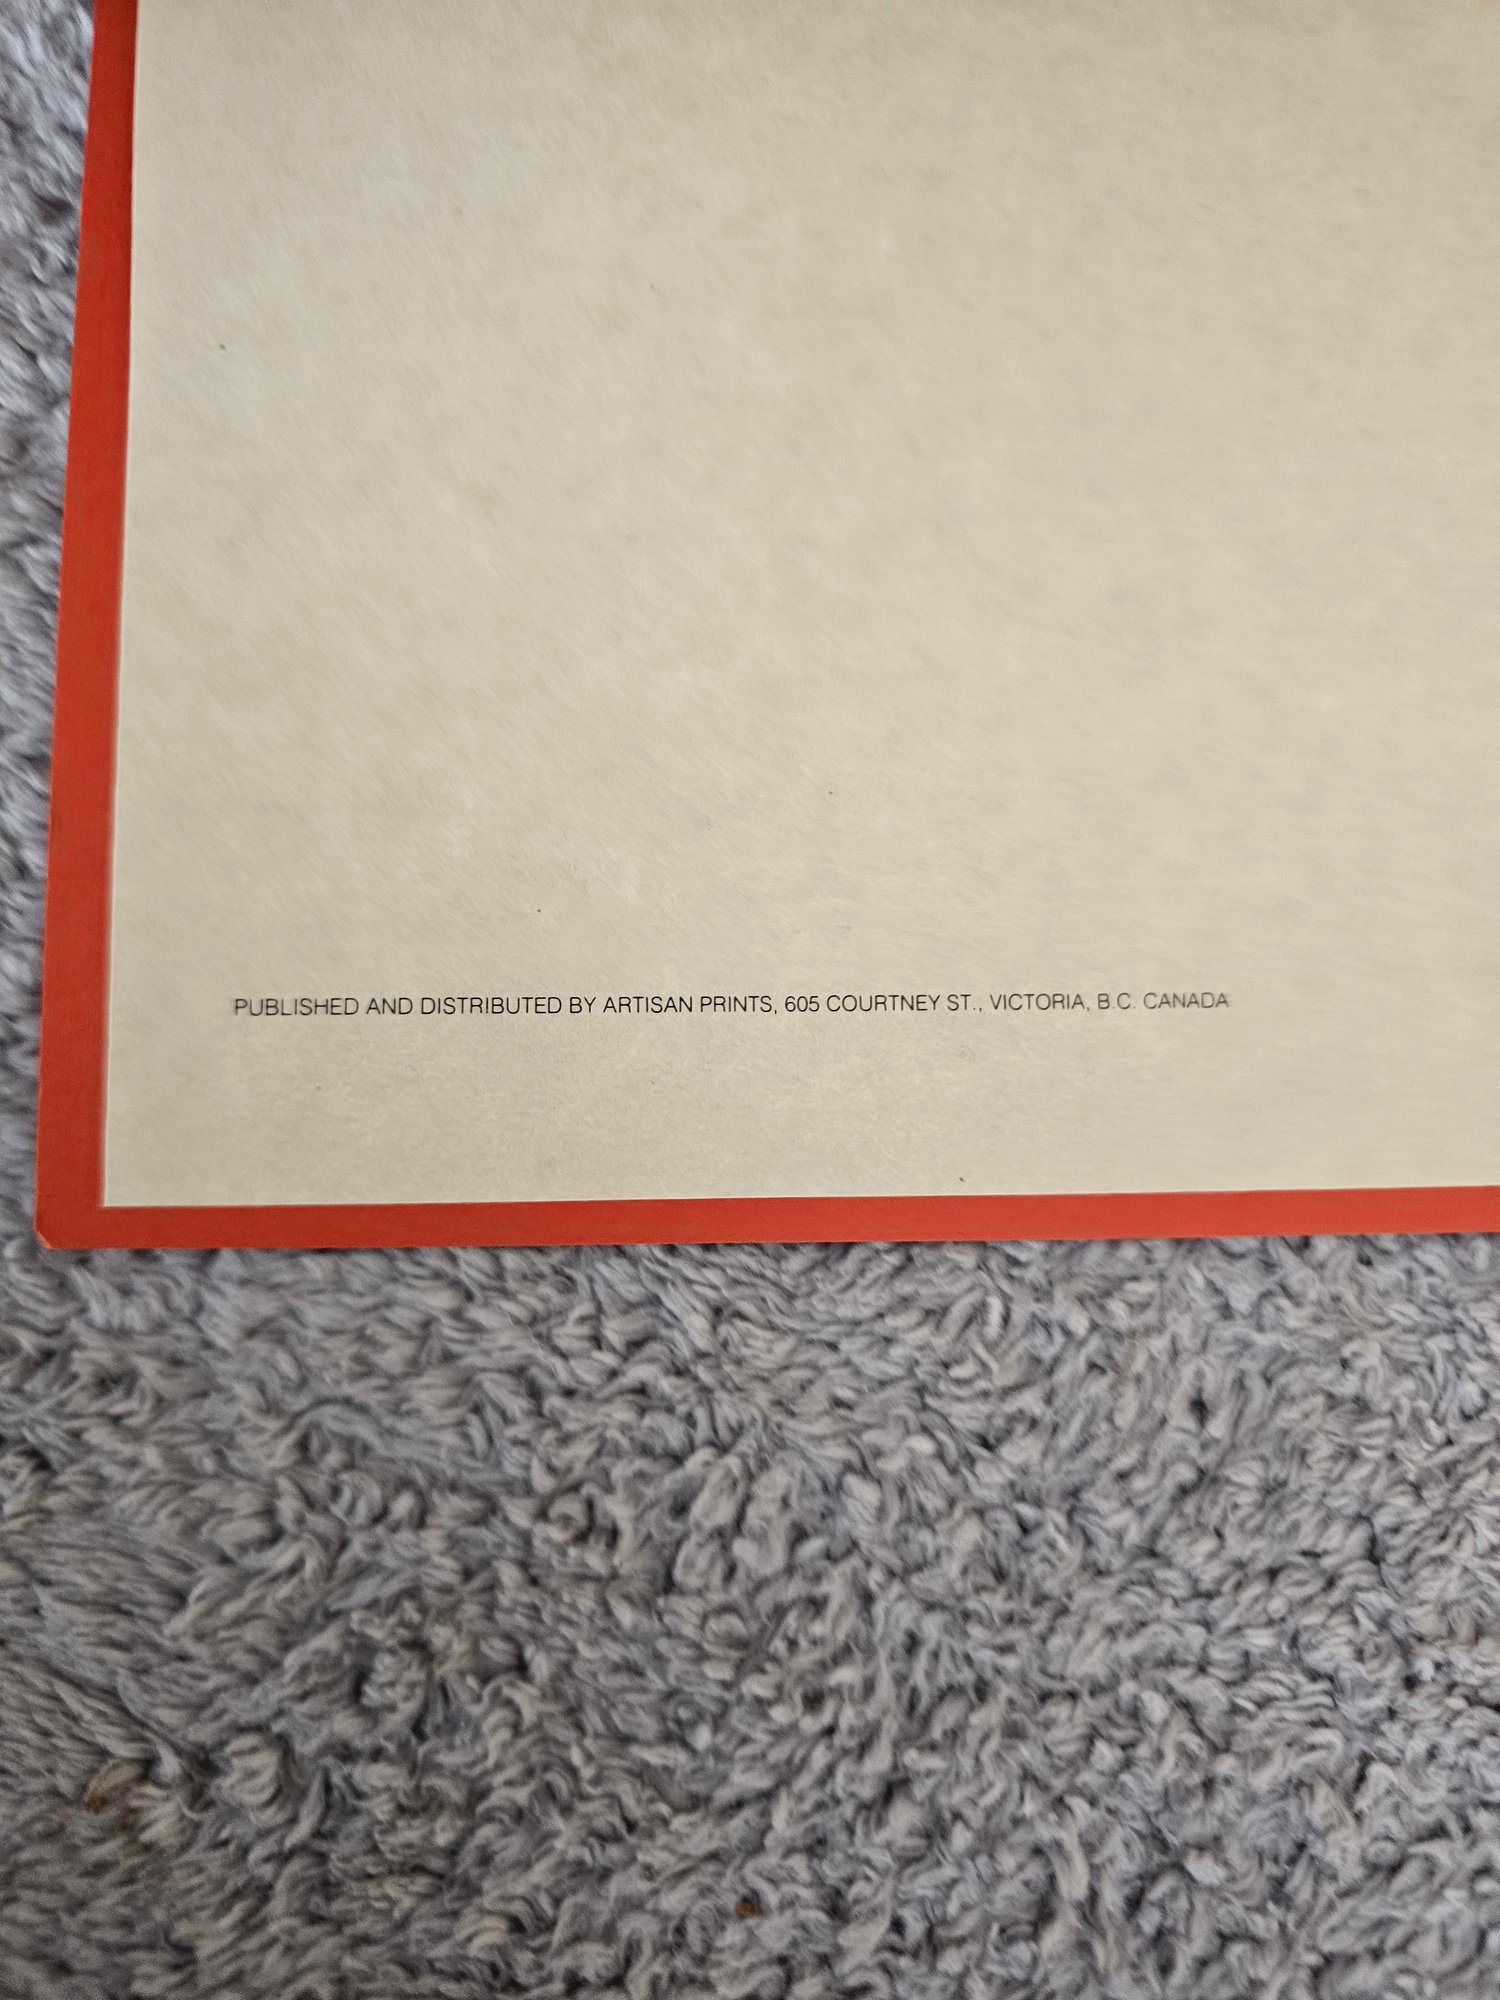 PUBLISHED AND DISTRIBUTED BY ARTISAN PRINTS, 605 COURTNEY ST., VICTORIA, B.C. CANADA